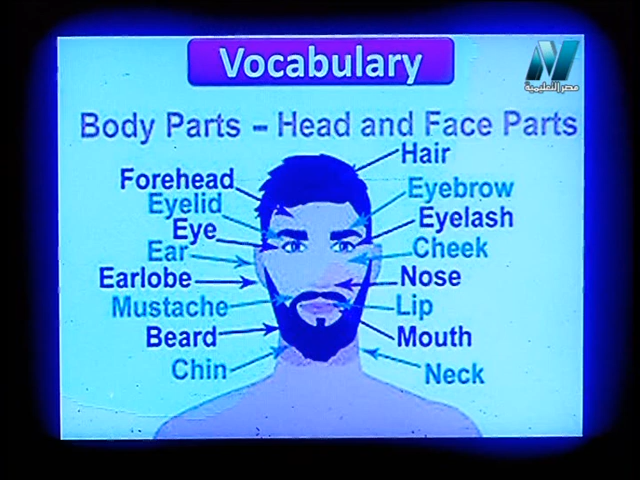 Vocabulary
مصر التعليمية
Body Parts – Head and Face Parts
Hair
Forehead
Eyebrow
Eyelid
Eyelash
Eye
Cheek
Ear
Nose
Earlobe
Lip
Mustache
Mouth
Beard
Neck
Chin